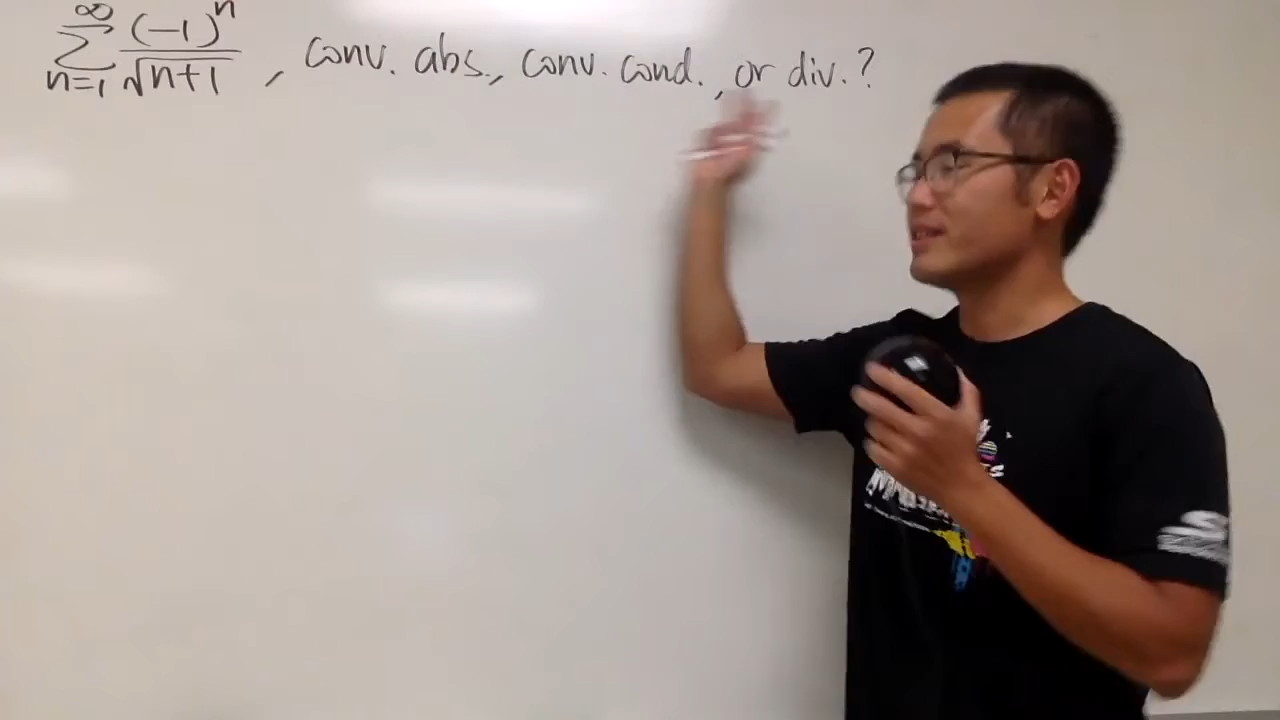 ∞∑n=1 (-1)^n/√(n+1) , conv. abs., conv. cond., or div.?